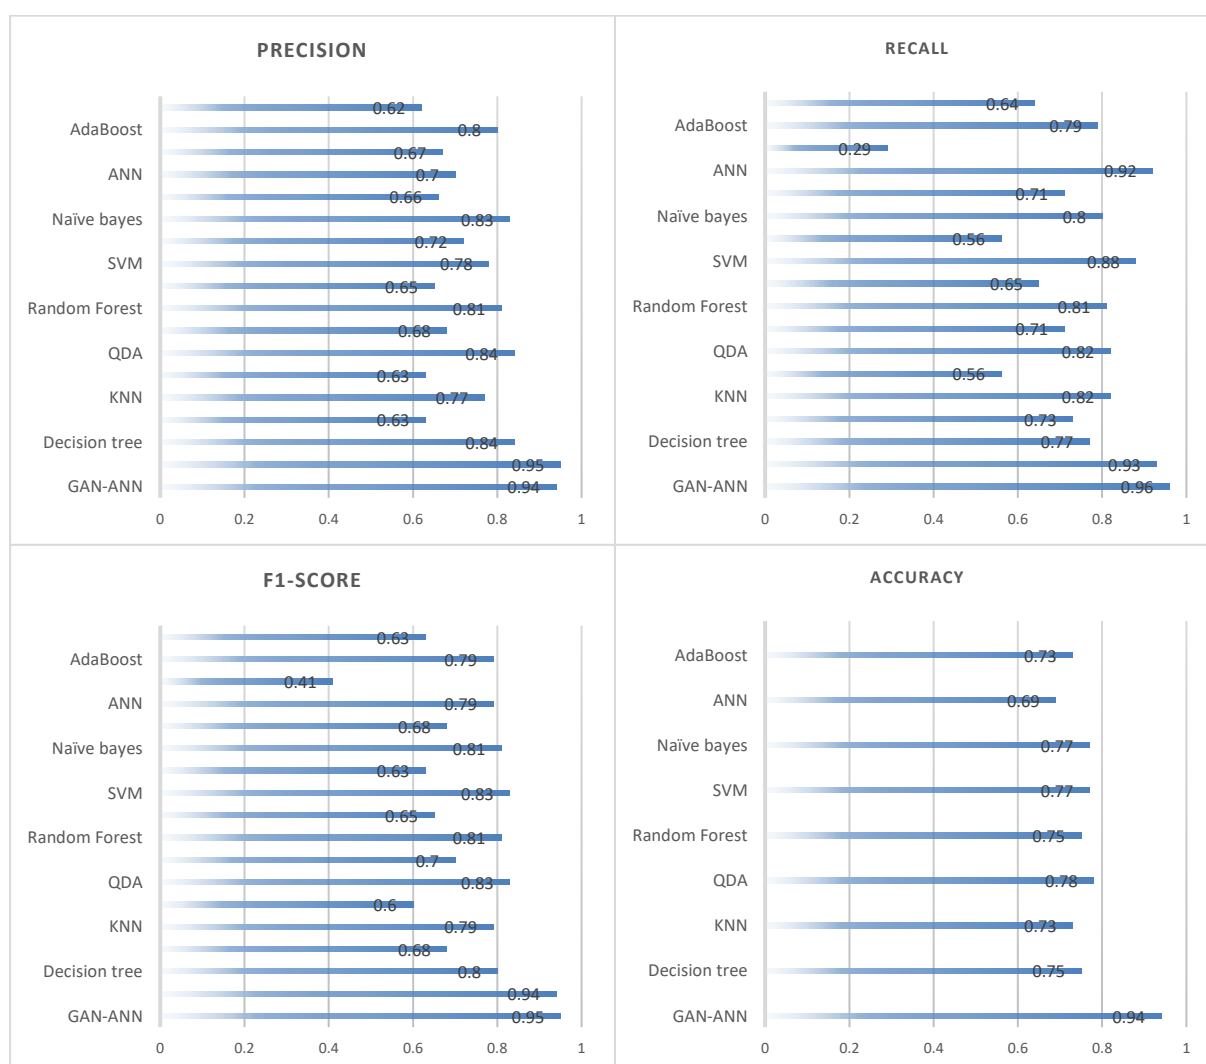 PRECISION
0.62
AdaBoost 0.8
0.67
ANN 0.7
0.66
Naïve bayes 0.83
0.72
SVM 0.78
0.65
Random Forest 0.81
0.68
QDA 0.84
0.63
KNN 0.77
0.63
Decision tree 0.84
0.95
GAN-ANN 0.94
0 0.2 0.4 0.6 0.8 1
RECALL
0.64
AdaBoost 0.79
0.29
ANN 0.92
0.71
Naïve bayes 0.8
0.56
SVM 0.88
0.65
Random Forest 0.81
0.71
QDA 0.82
0.56
KNN 0.82
0.73
Decision tree 0.77
0.93
GAN-ANN 0.96
0 0.2 0.4 0.6 0.8 1
F1-SCORE
0.63
AdaBoost 0.79
0.41
ANN 0.79
0.68
Naïve bayes 0.81
0.63
SVM 0.83
0.65
Random Forest 0.81
0.7
QDA 0.83
0.6
KNN 0.79
0.68
Decision tree 0.8
0.94
GAN-ANN 0.95
0 0.2 0.4 0.6 0.8 1
ACCURACY
AdaBoost 0.73
ANN 0.69
Naïve bayes 0.77
SVM 0.77
Random Forest 0.75
QDA 0.78
KNN 0.73
Decision tree 0.75
GAN-ANN 0.94
0 0.2 0.4 0.6 0.8 1